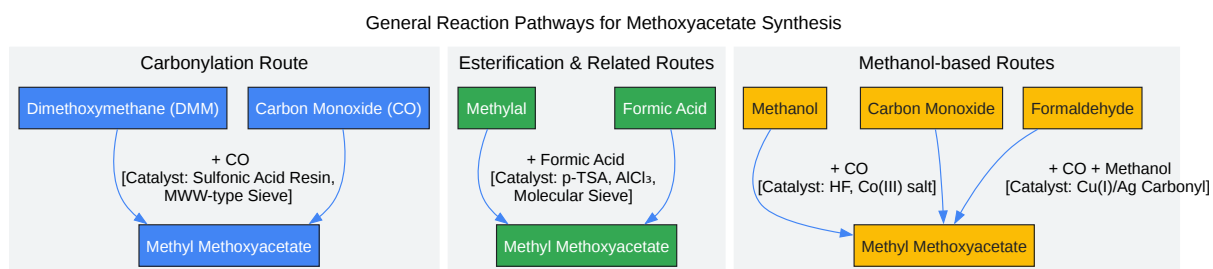 General Reaction Pathways for Methoxyacetate Synthesis
Carbonylation Route
Dimethoxymethane (DMM)
Carbon Monoxide (CO)
+ CO
[Catalyst: Sulfonic Acid Resin,
MWW-type Sieve]
Methyl Methoxyacetate
Esterification & Related Routes
Methylal
Formic Acid
+ Formic Acid
[Catalyst: p-TSA, AlCl₃,
Molecular Sieve]
Methyl Methoxyacetate
Methanol-based Routes
Methanol
Carbon Monoxide
Formaldehyde
+ CO
[Catalyst: HF, Co(III) salt]
+ CO + Methanol
[Catalyst: Cu(I)/Ag Carbonyl]
Methyl Methoxyacetate